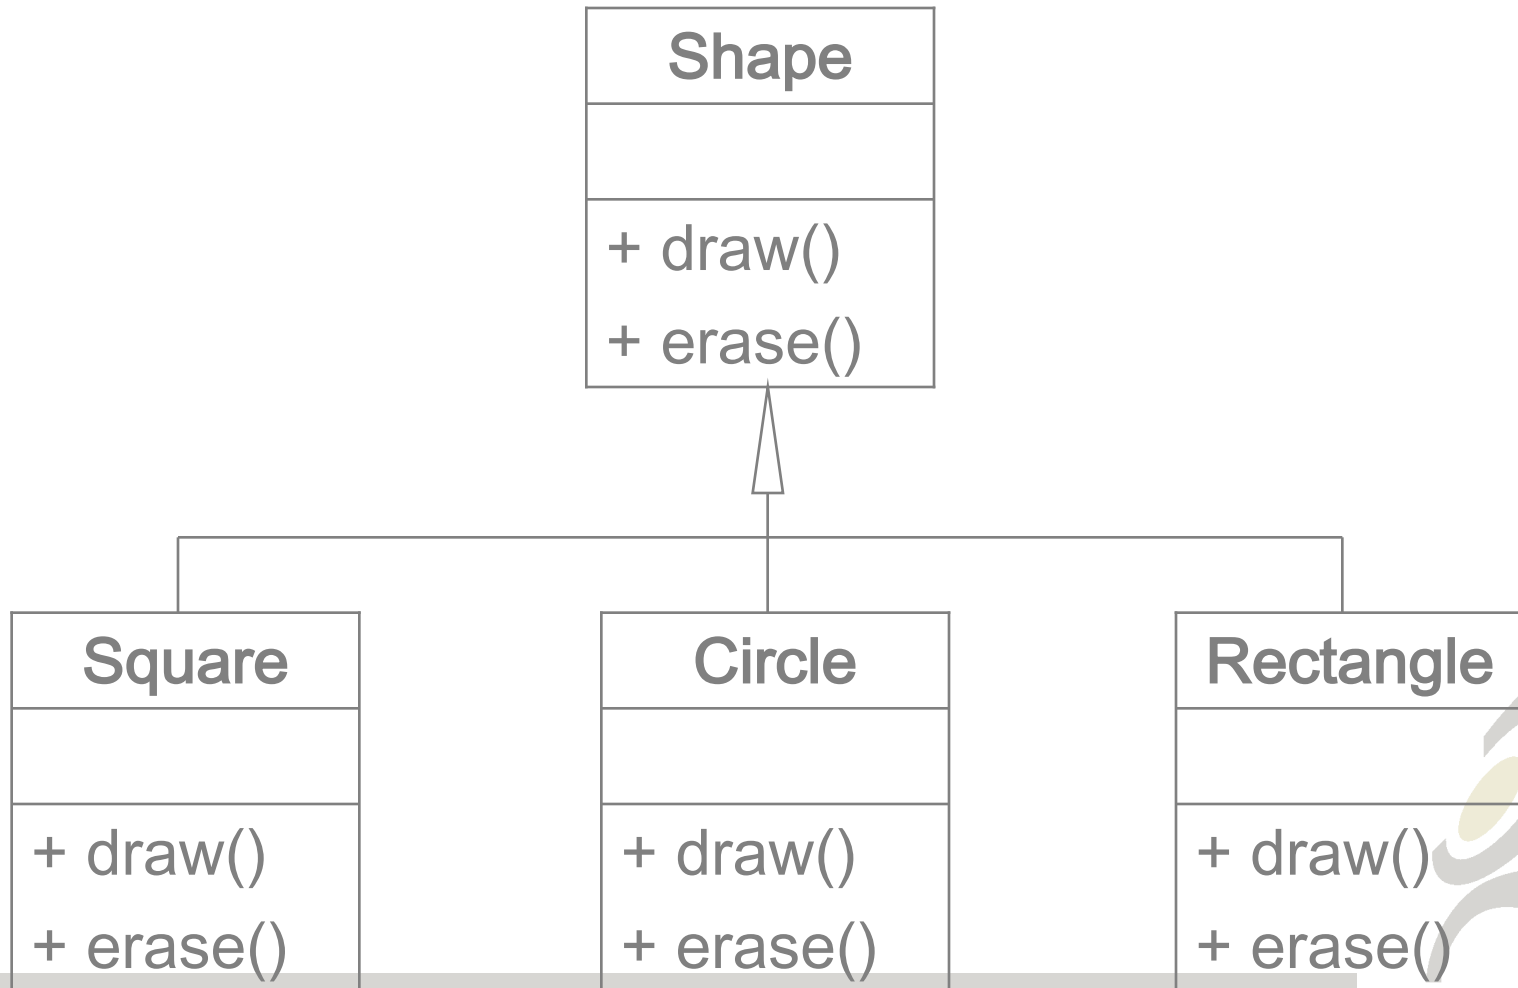 Shape
+ draw()
+ erase()
Square
Circle
Rectangle
+ draw()
+ draw()
+ draw()
+ erase()
+ erase()
+ erase()